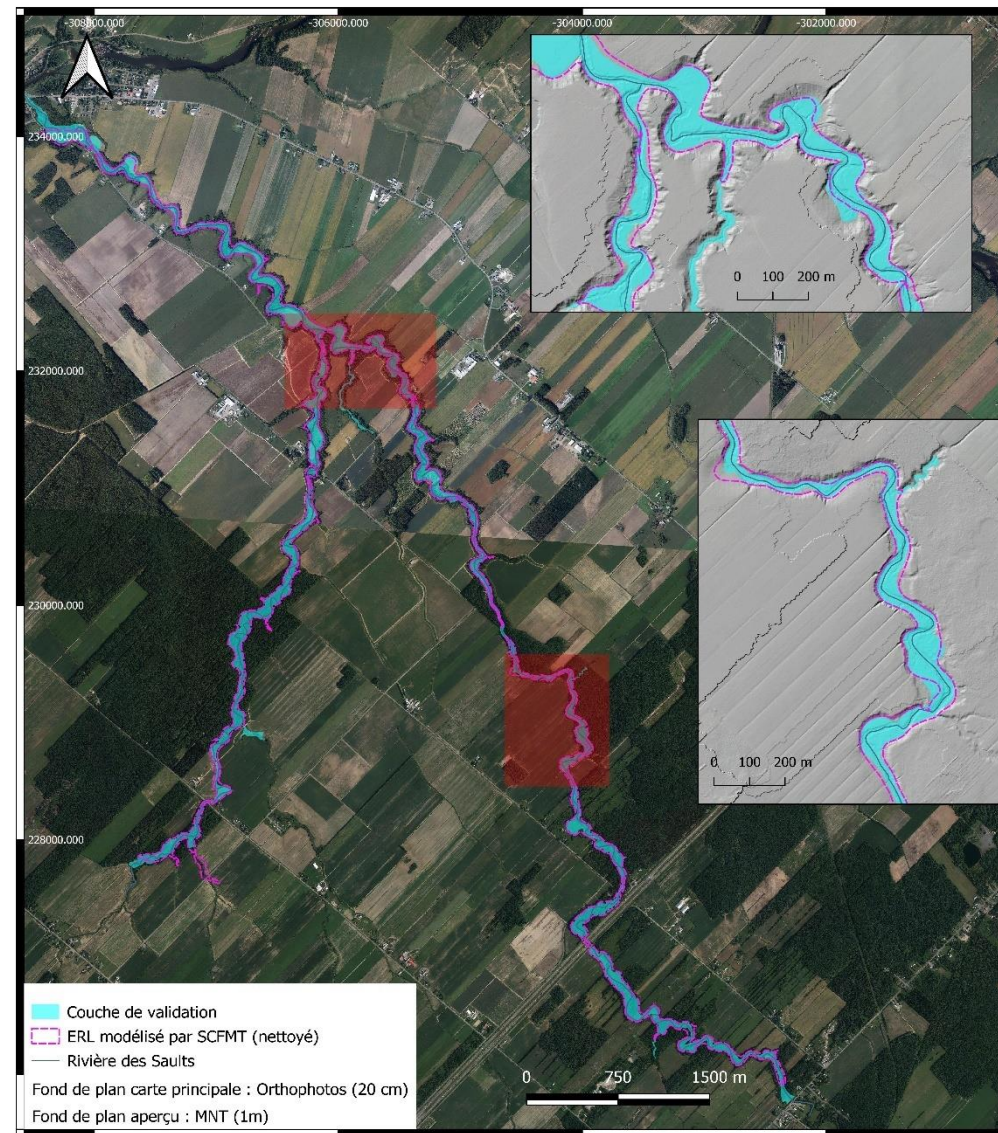 -308000.000 -306000.000 -304000.000 -302000.000
234000.000
0 100 200 m
232000.000
230000.000
0 100 200 m
228000.000
Couche de validation
ERL modélisé par SCFMT (nettoyé)
Rivière des Saults
Fond de plan carte principale : Orthophotos (20 cm)
Fond de plan aperçu : MNT (1m)
0 750 1500 m